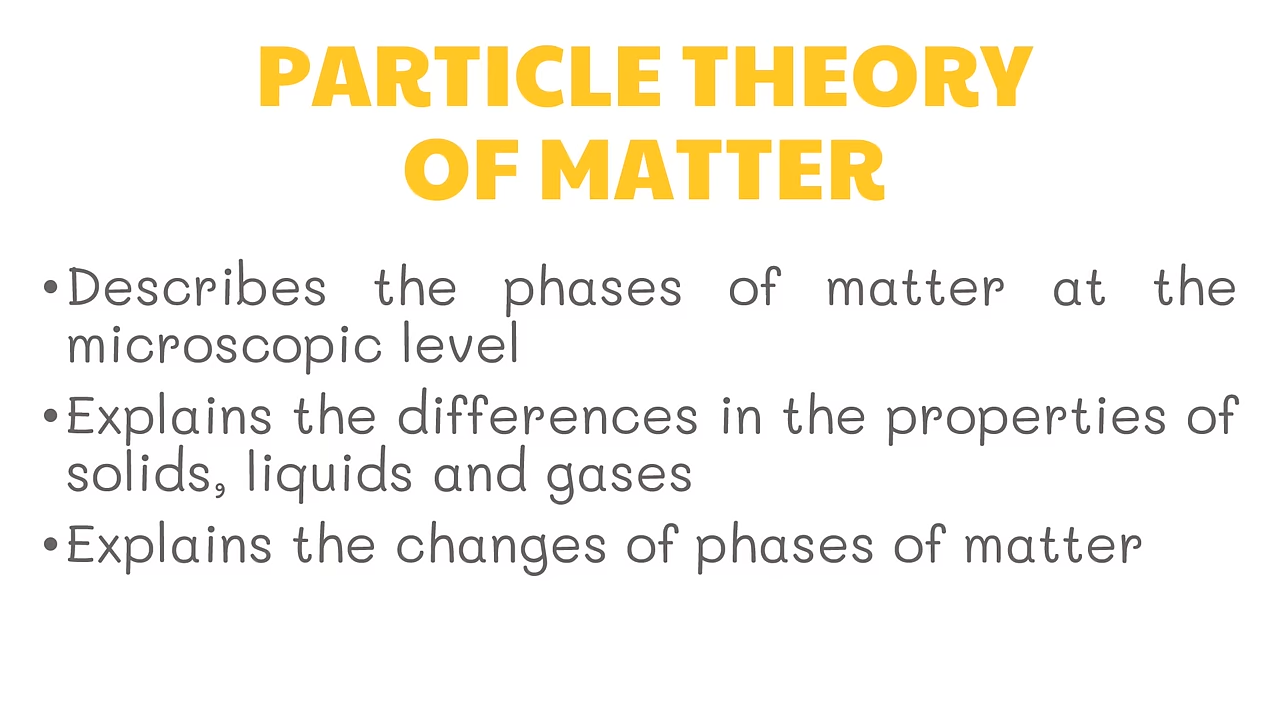 PARTICLE THEORY
OF MATTER
•Describes the phases of matter at the
microscopic level
•Explains the differences in the properties of
solids, liquids and gases
•Explains the changes of phases of matter